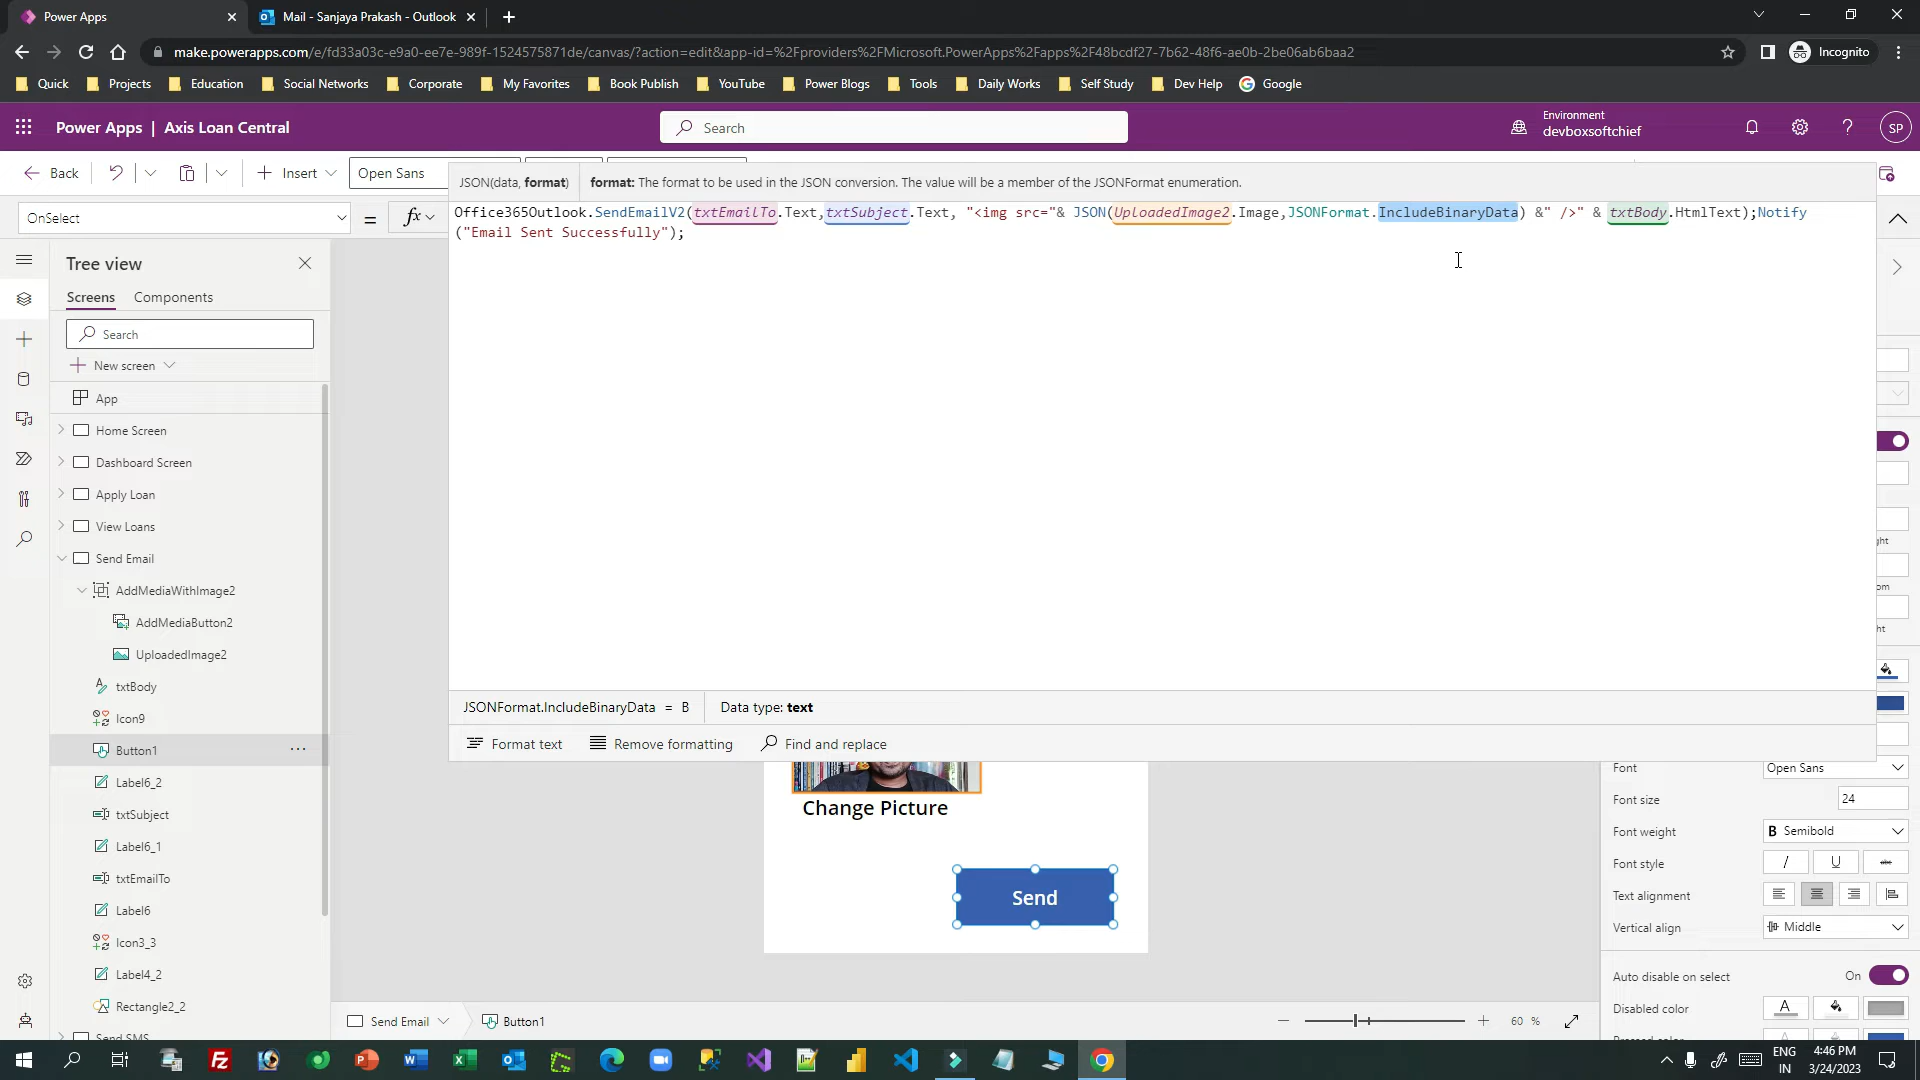 Power Apps
Mail - Sanjaya Prakash - Outlook
make.powerapps.com/e/fd33a03c-e9a0-ee7e-989f-1524575871de/canvas/?action=edit&app-id=%2Fproviders%2FMicrosoft.PowerApps%2Fapps%2F48bcdf27-7b62-48f6-ae0b-2be06ab6baa2
Incognito
Quick Projects Education Social Networks Corporate My Favorites Book Publish YouTube Power Blogs Tools Daily Works Self Study Dev Help Google
Power Apps | Axis Loan Central
Search
Environment
devboxsoftchief
SP
Back
Insert
Open Sans
JSON(data, format)
format: The format to be used in the JSON conversion. The value will be a member of the JSONFormat enumeration.
OnSelect
=
fx
Office365Outlook.SendEmailV2(txtEmailTo.Text,txtSubject.Text, "<img src="& JSON(UploadedImage2.Image,JSONFormat.IncludeBinaryData) &" />" & txtBody.HtmlText);Notify
("Email Sent Successfully");
Tree view
Screens Components
Search
New screen
App
Home Screen
Dashboard Screen
Apply Loan
View Loans
Send Email
AddMediaWithImage2
AddMediaButton2
UploadedImage2
txtBody
Icon9
Button1
Label6_2
txtSubject
Label6_1
txtEmailTo
Label6
Icon3_3
Label4_2
Rectangle2_2
Send SMS
JSONFormat.IncludeBinaryData = B
Data type: text
Format text
Remove formatting
Find and replace
Change Picture
Send
ght
om
ht
Font
Open Sans
Font size
24
Font weight
B Semibold
Font style
Text alignment
Vertical align
Middle
Auto disable on select
On
Disabled color
Pressed color
Send Email
Button1
60 %
ENG
IN
4:46 PM
3/24/2023